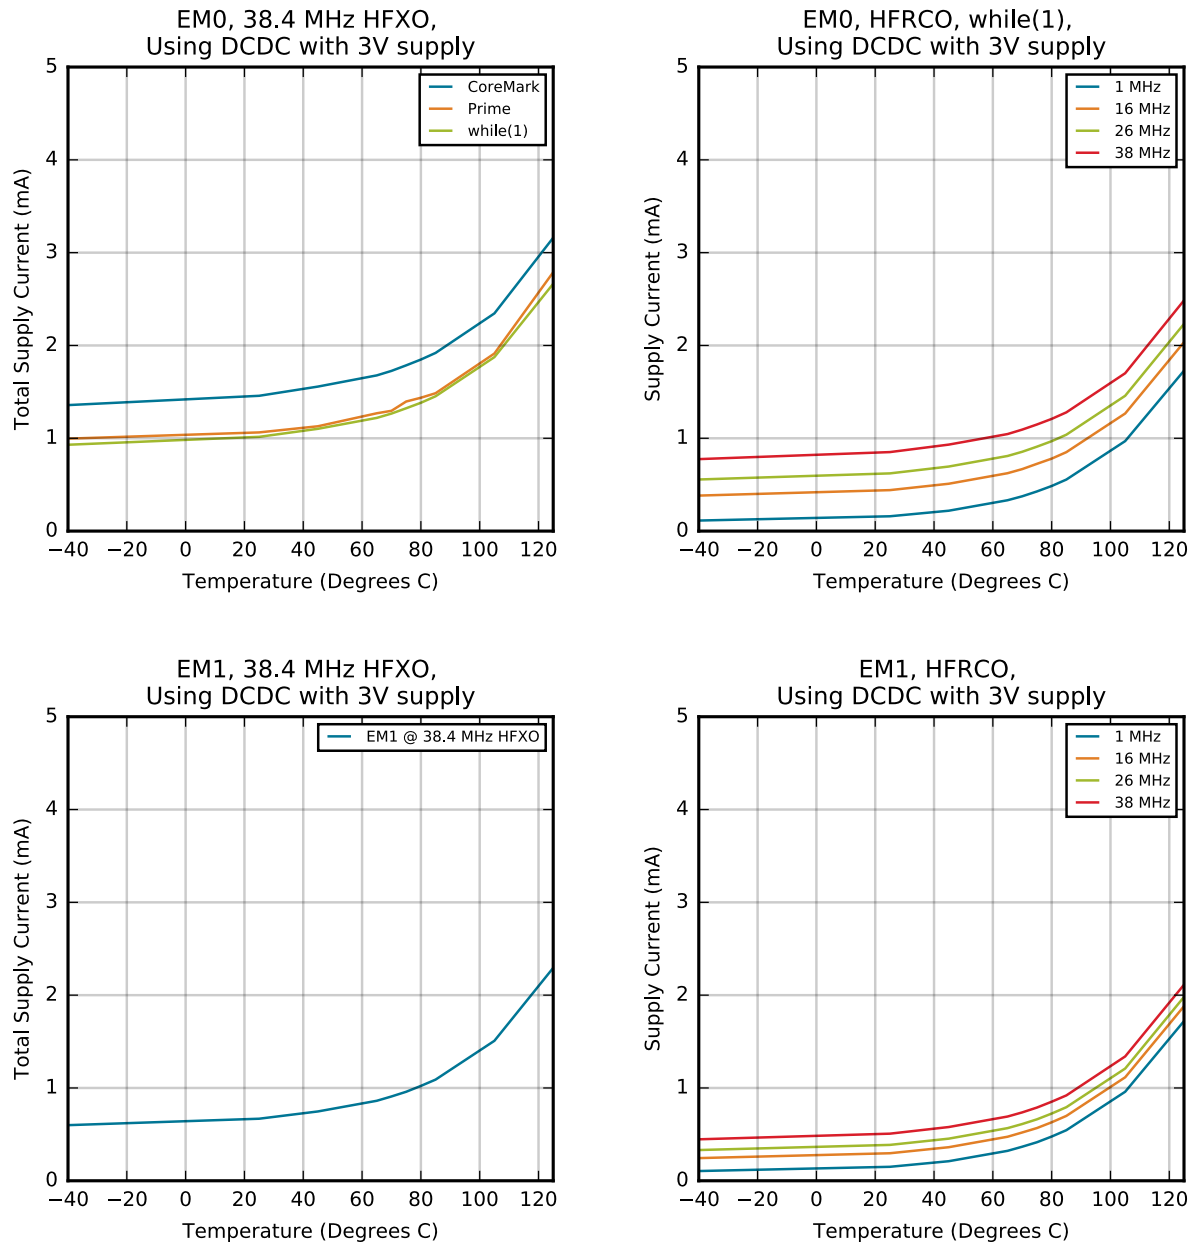 EM0, 38.4 MHz HFXO,
Using DCDC with 3V supply
5
4
3
2
1
0
Total Supply Current (mA)
CoreMark
Prime
while(1)
−40 −20 0 20 40 60 80 100 120
Temperature (Degrees C)
EM0, HFRCO, while(1),
Using DCDC with 3V supply
5
4
3
2
1
0
Supply Current (mA)
1 MHz
16 MHz
26 MHz
38 MHz
−40 −20 0 20 40 60 80 100 120
Temperature (Degrees C)
EM1, 38.4 MHz HFXO,
Using DCDC with 3V supply
5
4
3
2
1
0
Total Supply Current (mA)
EM1 @ 38.4 MHz HFXO
−40 −20 0 20 40 60 80 100 120
Temperature (Degrees C)
EM1, HFRCO,
Using DCDC with 3V supply
5
4
3
2
1
0
Supply Current (mA)
1 MHz
16 MHz
26 MHz
38 MHz
−40 −20 0 20 40 60 80 100 120
Temperature (Degrees C)